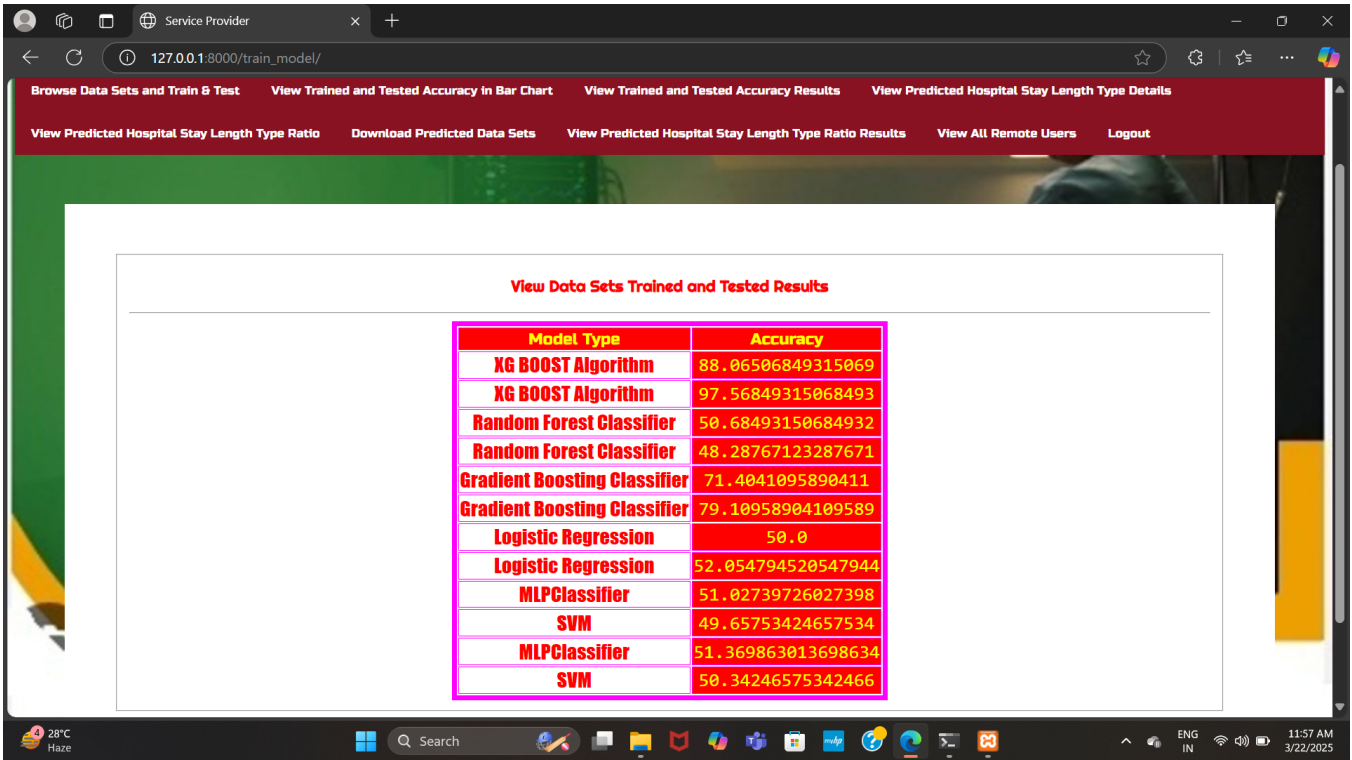 Service Provider
127.0.0.1:8000/train_model/
Browse Data Sets and Train & Test View Trained and Tested Accuracy in Bar Chart View Trained and Tested Accuracy Results View Predicted Hospital Stay Length Type Details
View Predicted Hospital Stay Length Type Ratio Download Predicted Data Sets View Predicted Hospital Stay Length Type Ratio Results View All Remote Users Logout
View Data Sets Trained and Tested Results
Model Type Accuracy
XG BOOST Algorithm 88.06506849315069
XG BOOST Algorithm 97.56849315068493
Random Forest Classifier 50.68493150684932
Random Forest Classifier 48.28767123287671
Gradient Boosting Classifier 71.4041095890411
Gradient Boosting Classifier 79.10958904109589
Logistic Regression 50.0
Logistic Regression 52.054794520547944
MLPClassifier 51.02739726027398
SVM 49.65753424657534
MLPClassifier 51.369863013698634
SVM 50.34246575342466
4 28°C Search myhp ENG 11:57 AM
Haze IN 3/22/2025